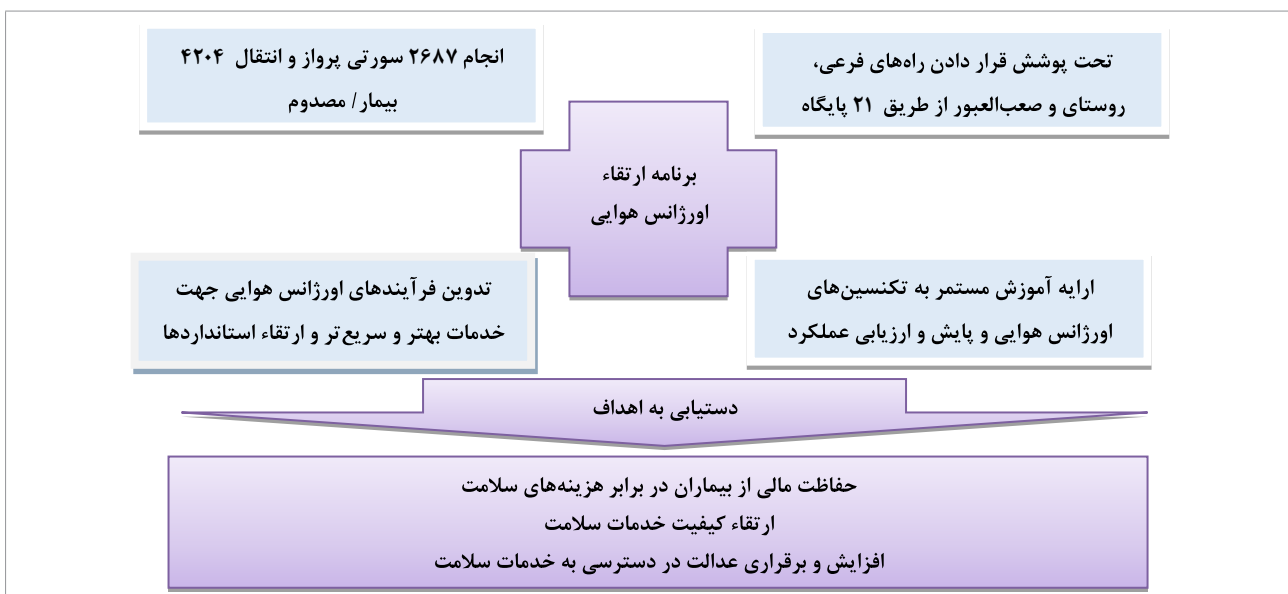 تحت پوشش قرار دادن راه‌های فرعی،
روستای و صعب‌العبور از طریق ۲۱ پایگاه
انجام ۲۶۸۷ سورتی پرواز و انتقال ۴۲۰۴
بیمار/ مصدوم
برنامه ارتقاء
اورژانس هوایی
ارایه آموزش مستمر به تکنسین‌های
اورژانس هوایی و پایش و ارزیابی عملکرد
تدوین فرآیندهای اورژانس هوایی جهت
خدمات بهتر و سریع‌تر و ارتقاء استانداردها
دستیابی به اهداف
حفاظت مالی از بیماران در برابر هزینه‌های سلامت
ارتقاء کیفیت خدمات سلامت
افزایش و برقراری عدالت در دسترسی به خدمات سلامت